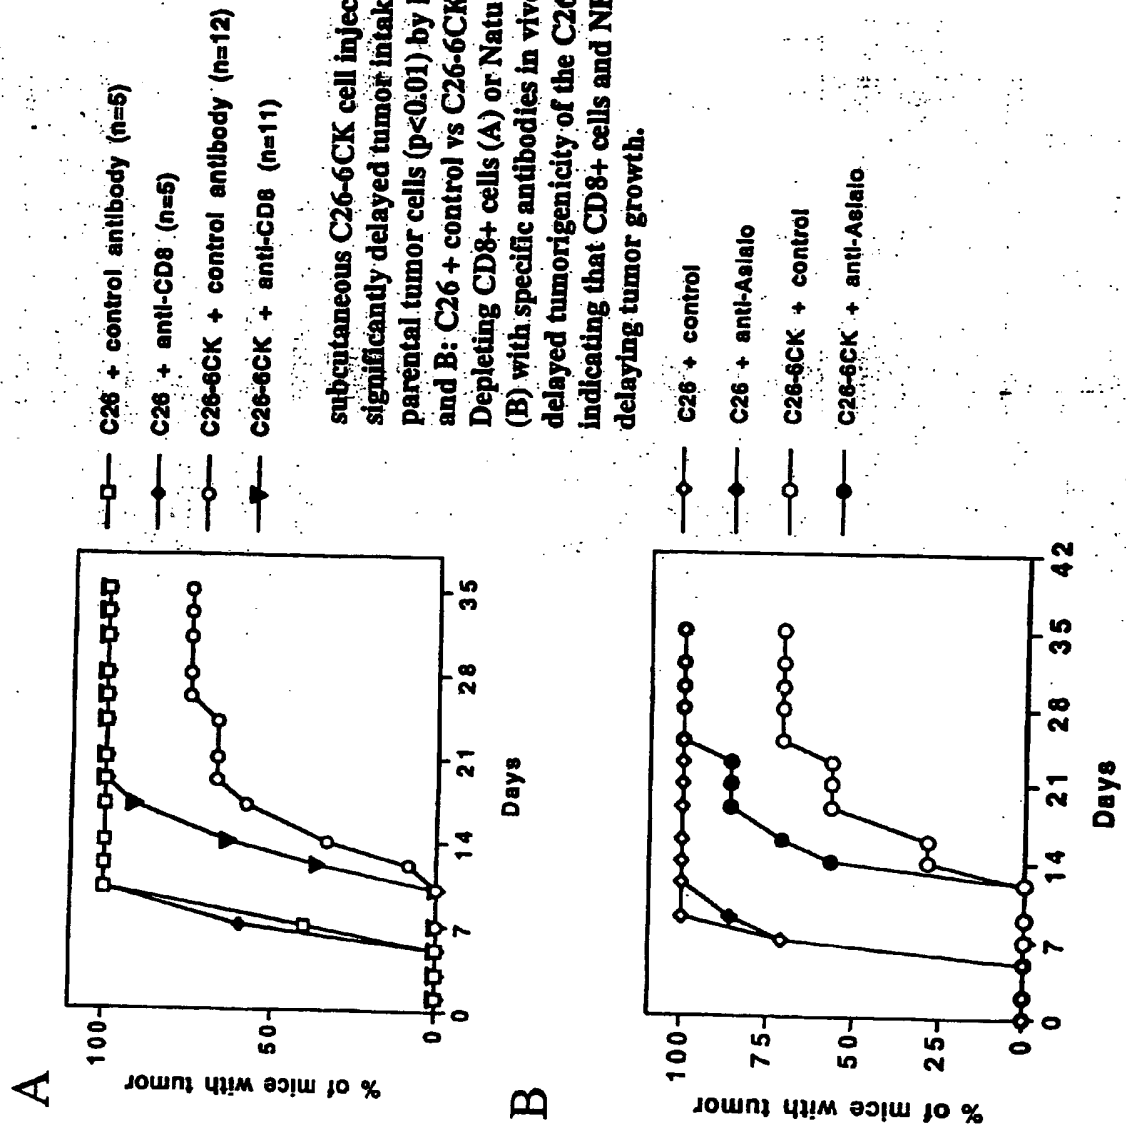 A
% of mice with tumor
100
50
0
0
7
14
21
28
35
Days
C26 + control antibody (n=5)
C26 + anti-CD8 (n=5)
C26-6CK + control antibody (n=12)
C26-6CK + anti-CD8 (n=11)
subcutaneous C26-6CK cell injec
significantly delayed tumor intak
parental tumor cells (p<0.01) by
and B: C26 + control vs C26-6CK
Depleting CD8+ cells (A) or Natu
(B) with specific antibodies in vivo
delayed tumorigenicity of the C26
indicating that CD8+ cells and
delaying tumor growth.
B
% of mice with tumor
100
75
50
25
0
0
7
14
21
28
35
42
Days
C26 + control
C26 + anti-Asialo
C26-6CK + control
C26-6CK + anti-Asialo